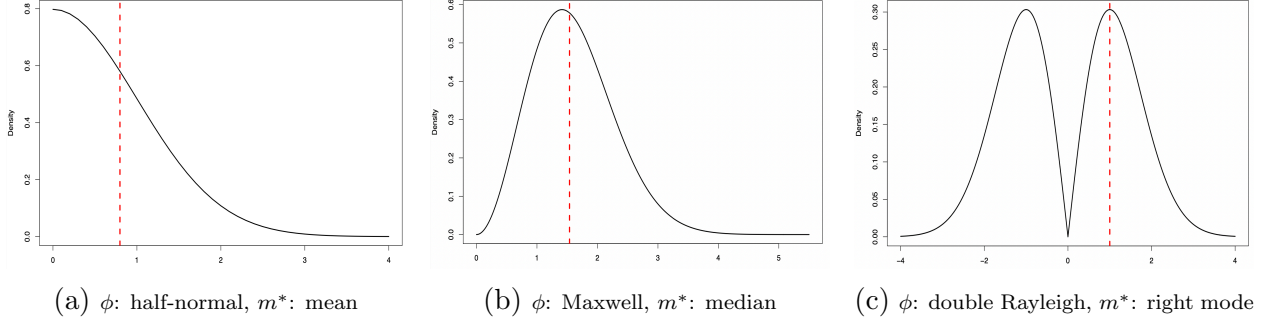 Density
0.8
0.6
0.4
0.2
0.0
0 1 2 3 4
(a) ϕ: half-normal, m*: mean
Density
0.6
0.5
0.4
0.3
0.2
0.1
0.0
0 1 2 3 4 5
(b) ϕ: Maxwell, m*: median
Density
0.30
0.25
0.20
0.15
0.10
0.05
0.00
−4 −2 0 2 4
(c) ϕ: double Rayleigh, m*: right mode